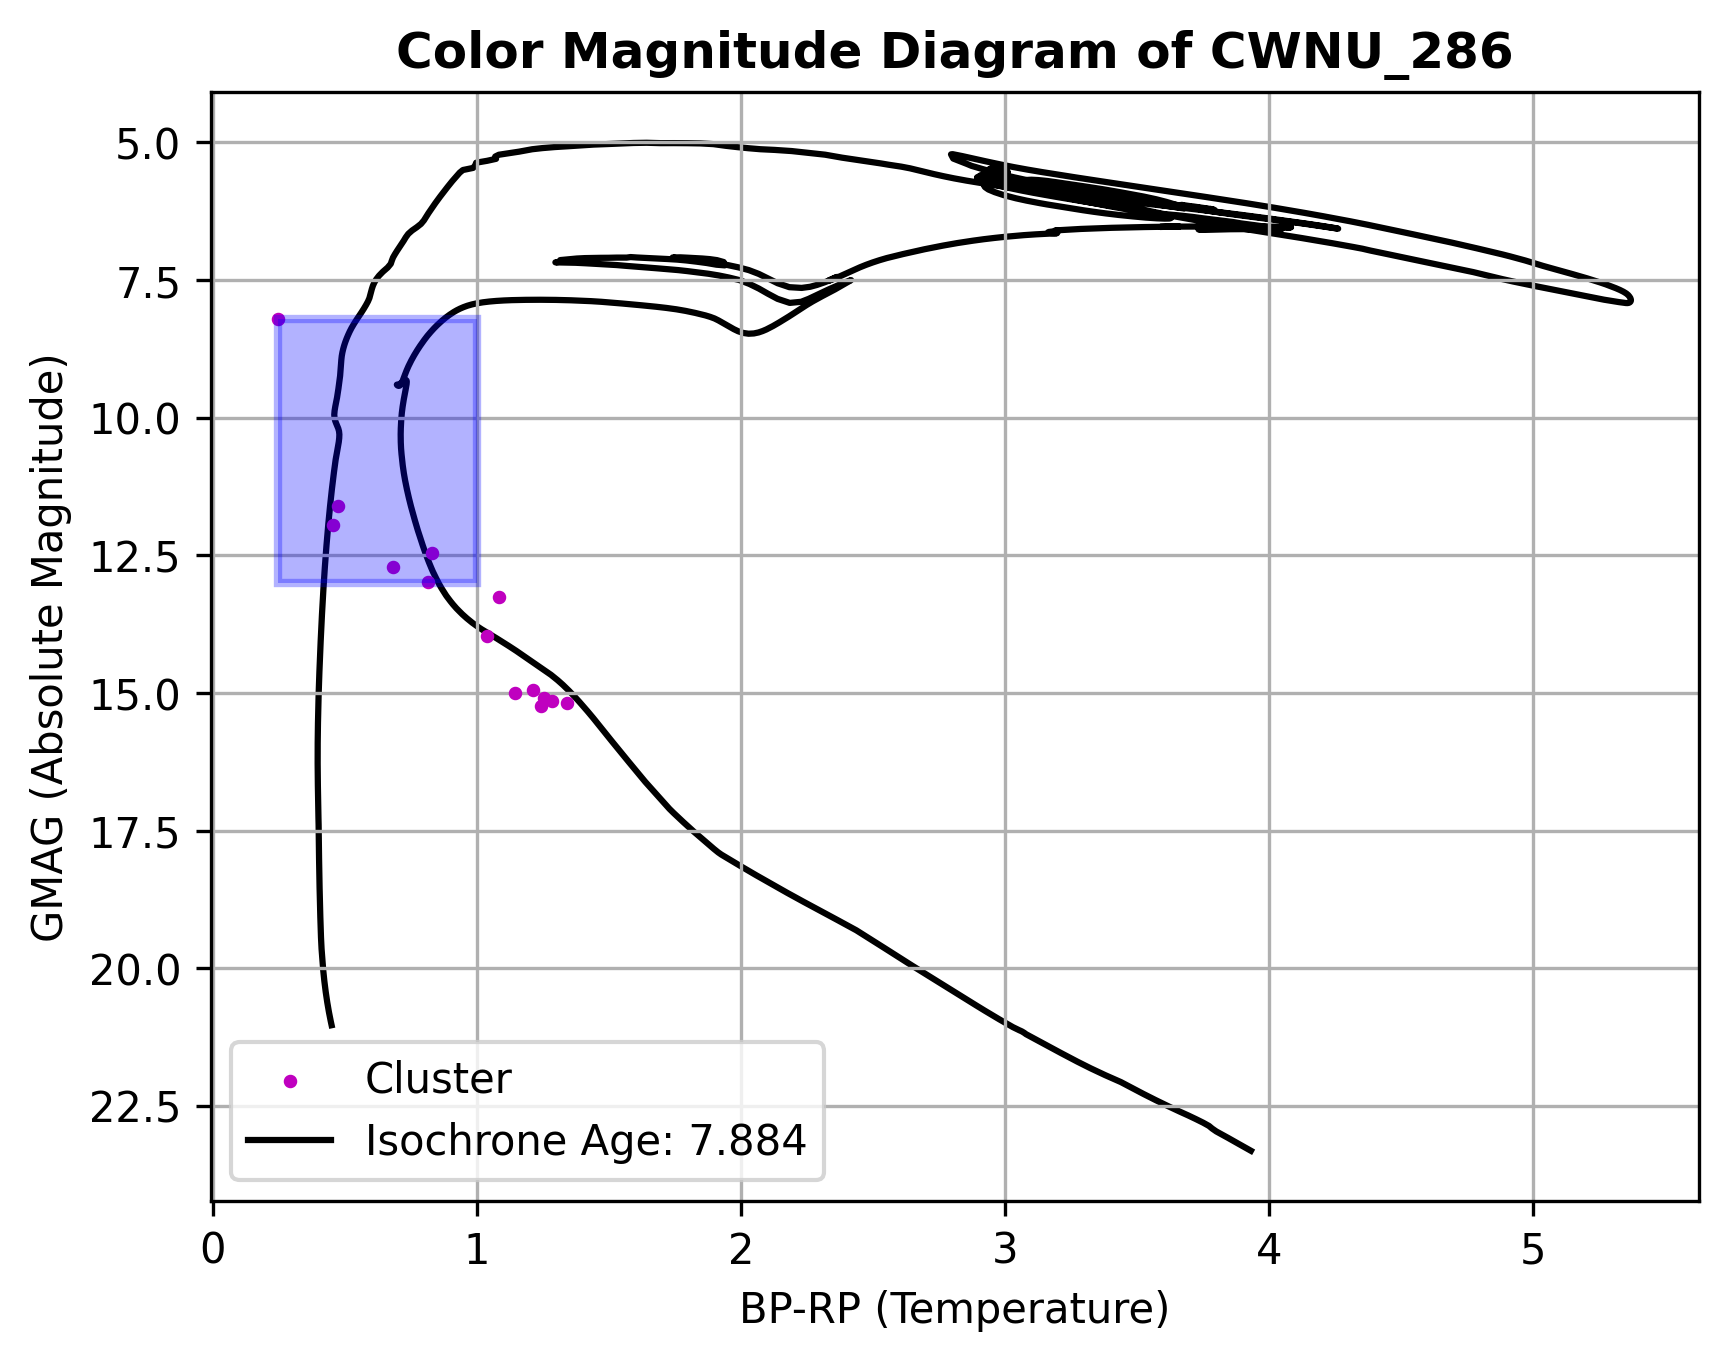 Color Magnitude Diagram of CWNU_286
GMAG (Absolute Magnitude)
5.0
7.5
10.0
12.5
15.0
17.5
20.0
22.5
Cluster
Isochrone Age: 7.884
0 1 2 3 4 5
BP-RP (Temperature)